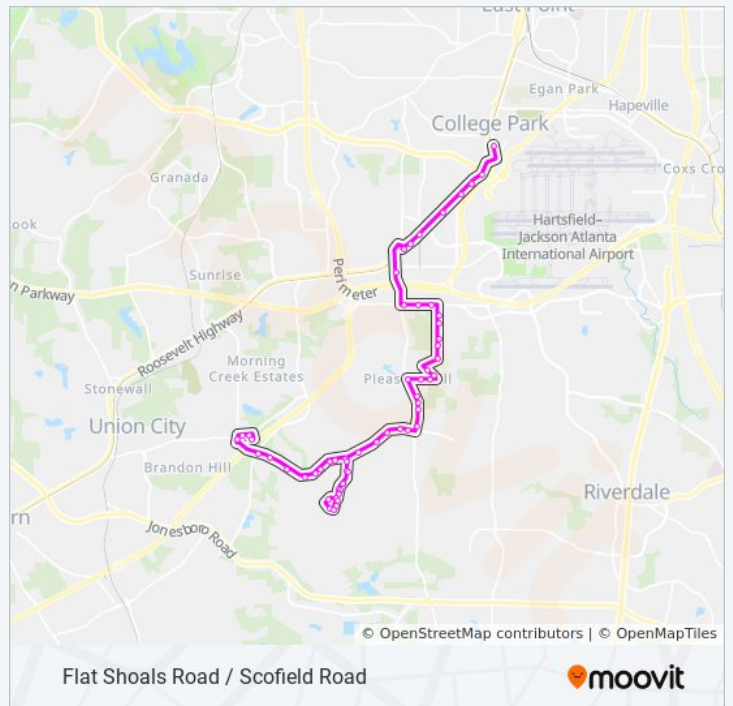 East Point
Egan Park
Hapeville
College Park
Granada
Coxs Cro
ook
Hartsfield–
Jackson Atlanta
International Airport
Sunrise
Perimeter
n Parkway
Roosevelt Highway
Morning
Creek Estates
Stonewall
Union City
Brandon Hill
Riverdale
rn
Jonesboro Road
© OpenStreetMap contributors | © OpenMapTiles
Flat Shoals Road / Scofield Road
moovit